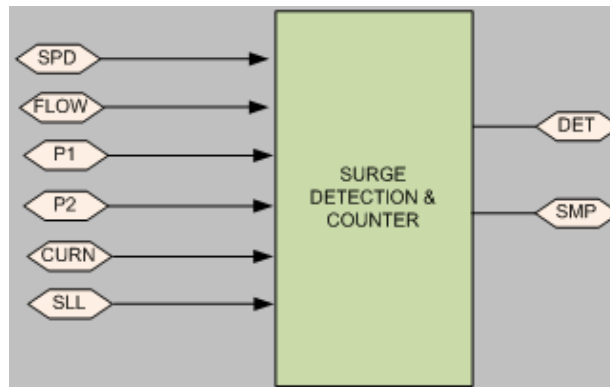 SPD
FLOW
P1
P2
CURN
SLL
SURGE
DETECTION &
COUNTER
DET
SMP